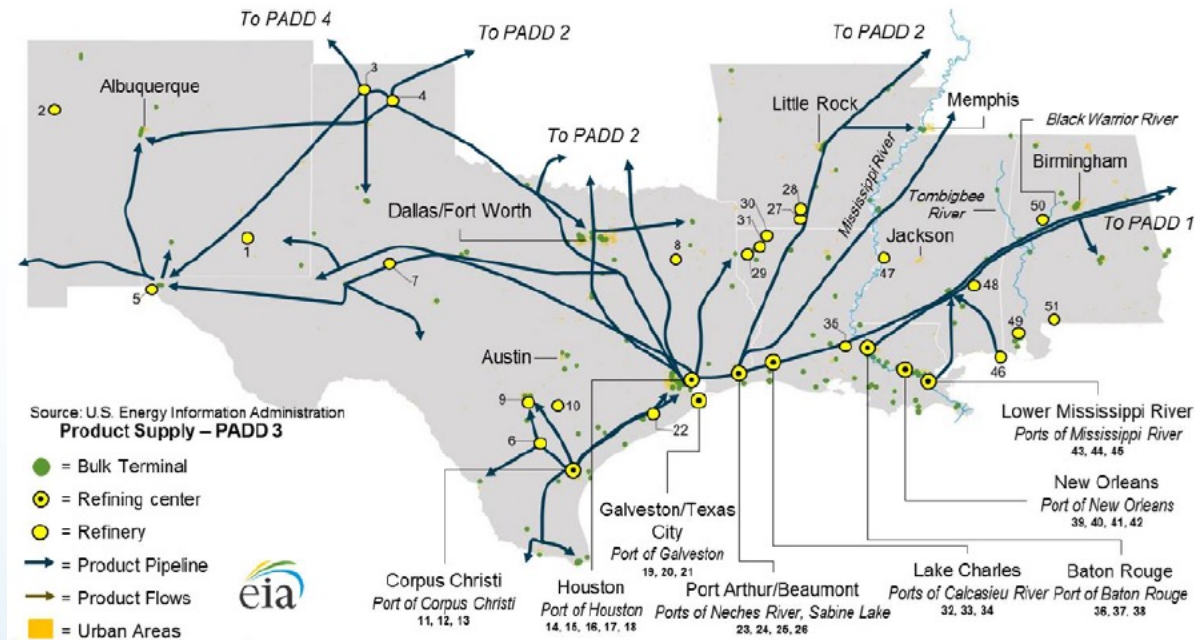 To PADD 4
To PADD 2
To PADD 2
Albuquerque
3
4
2
Little Rock
Memphis
Black Warrior River
To PADD 2
Birmingham
Mississippi River
Tombigbee
River
28
27
30
31
29
50
Dallas/Fort Worth
To PADD 1
Jackson
1
8
7
47
5
48
51
49
35
46
Austin
9
10
22
6
Source: U.S. Energy Information Administration
Product Supply – PADD 3
= Bulk Terminal
= Refining center
= Refinery
= Product Pipeline
= Product Flows
= Urban Areas
eia
Corpus Christi
Port of Corpus Christi
11, 12, 13
Houston
Port of Houston
14, 15, 16, 17, 18
Galveston/Texas
City
Port of Galveston
19, 20, 21
Port Arthur/Beaumont
Ports of Neches River, Sabine Lake
23, 24, 25, 26
Lake Charles
Ports of Calcasieu River
32, 33, 34
Baton Rouge
Port of Baton Rouge
36, 37, 38
New Orleans
Port of New Orleans
39, 40, 41, 42
Lower Mississippi River
Ports of Mississippi River
43, 44, 45